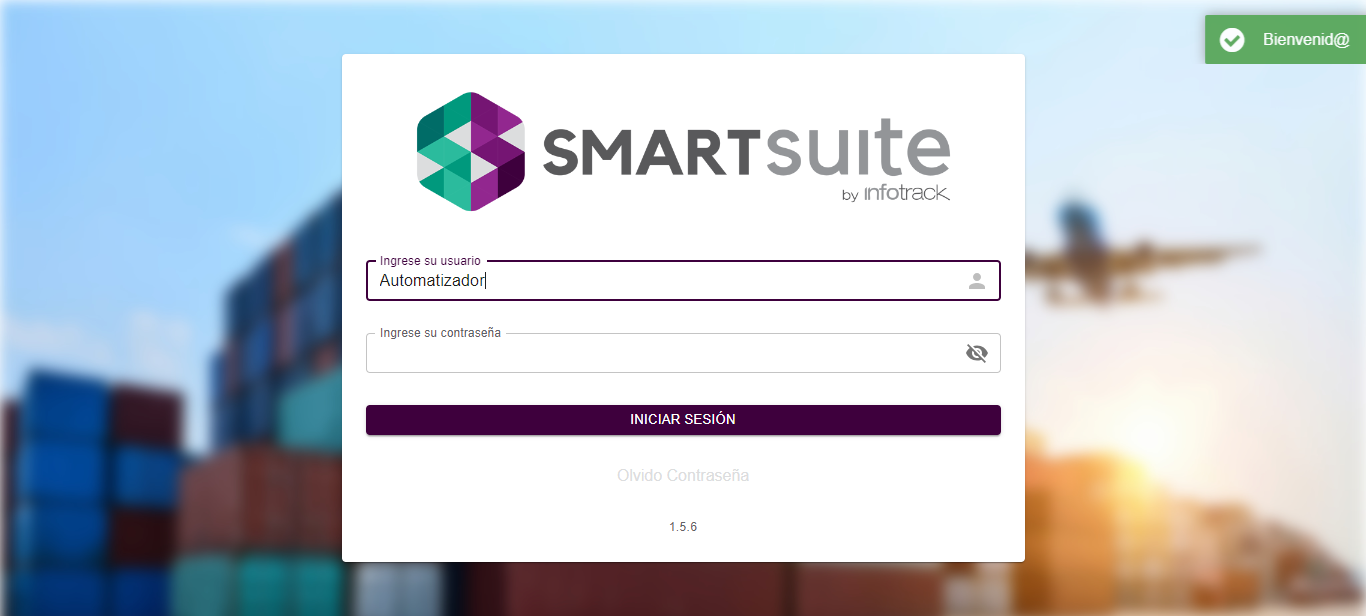 Bienvenid@
SMARTsuite
by infotrack
Ingrese su usuario
Automatizador
Ingrese su contraseña
INICIAR SESIÓN
Olvido Contraseña
1.5.6